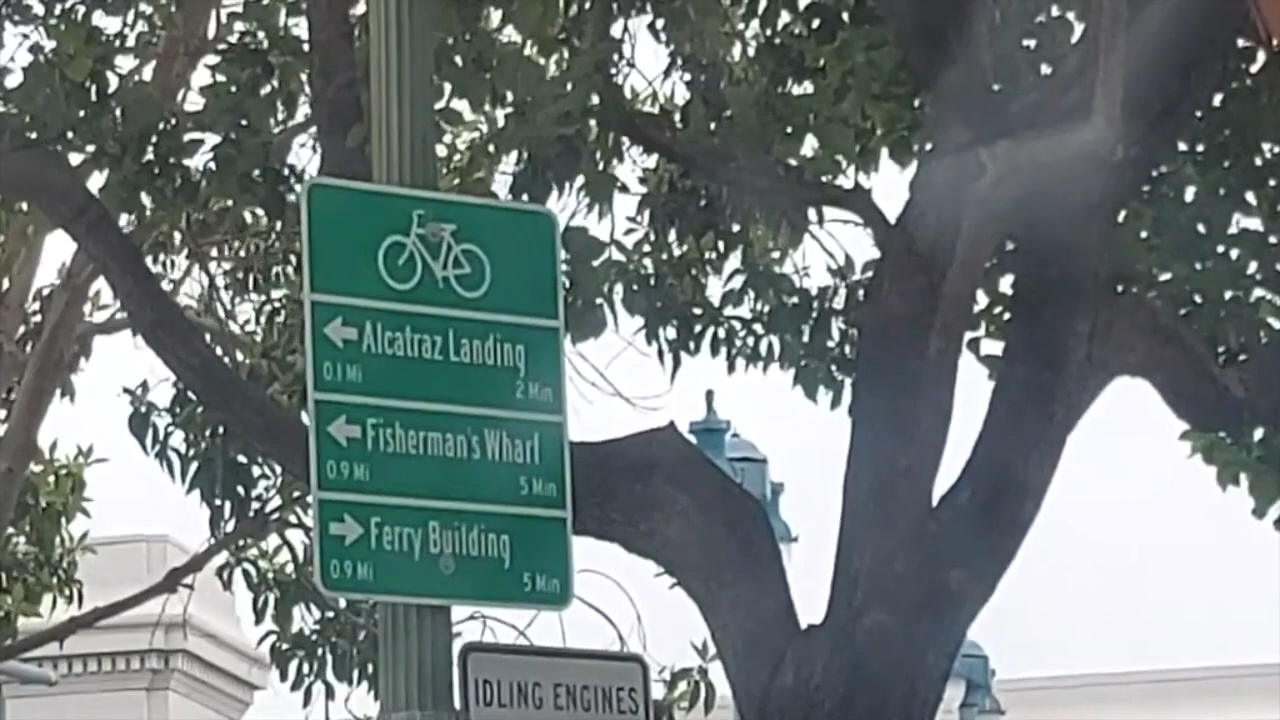 Alcatraz Landing
0.1 Mi 2 Min
Fisherman's Wharf
0.9 Mi 5 Min
Ferry Building
0.9 Mi 5 Min
IDLING ENGINES